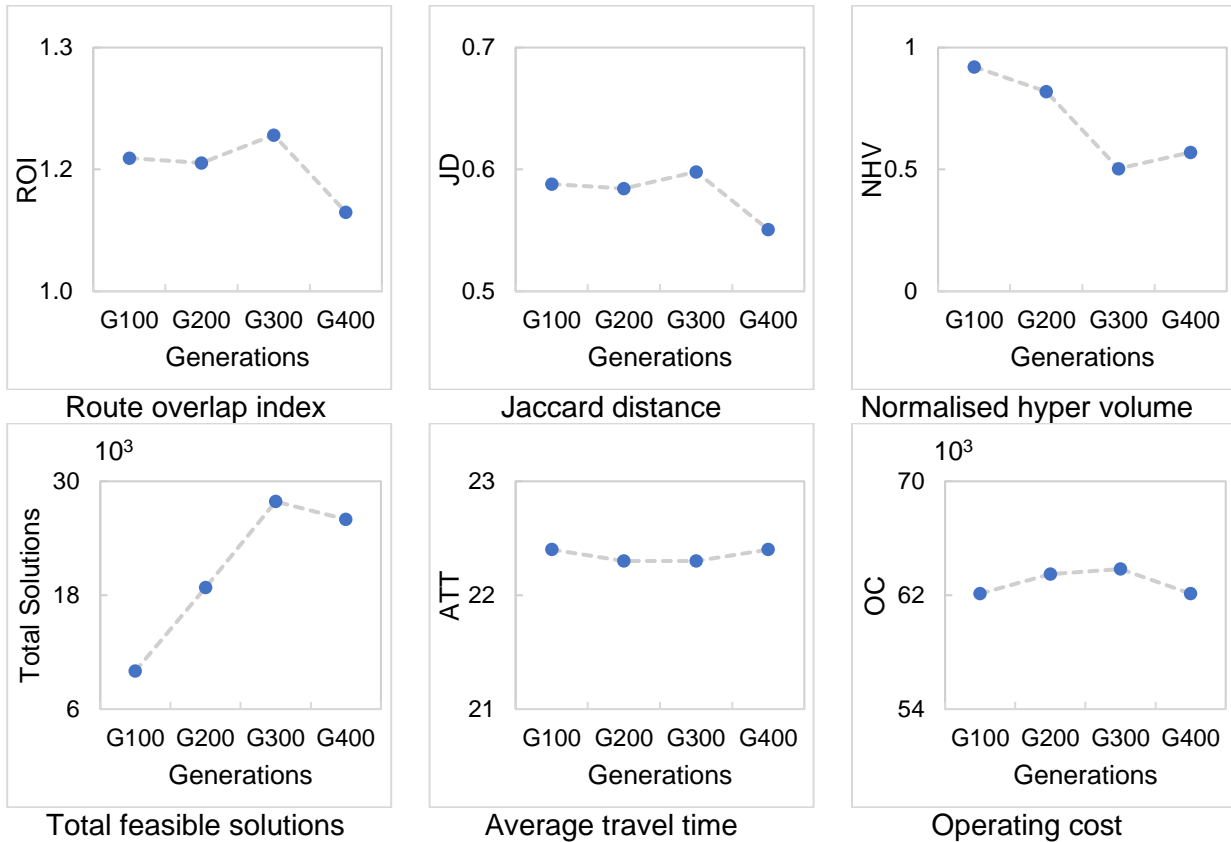 1.3
1.2
1.0
ROI
G100 G200 G300 G400
Generations
Route overlap index
0.7
0.6
0.5
JD
G100 G200 G300 G400
Generations
Jaccard distance
1
0.5
0
NHV
G100 G200 G300 G400
Generations
Normalised hyper volume
10³
30
18
6
Total Solutions
G100 G200 G300 G400
Generations
Total feasible solutions
23
22
21
ATT
G100 G200 G300 G400
Generations
Average travel time
10³
70
62
54
OC
G100 G200 G300 G400
Generations
Operating cost